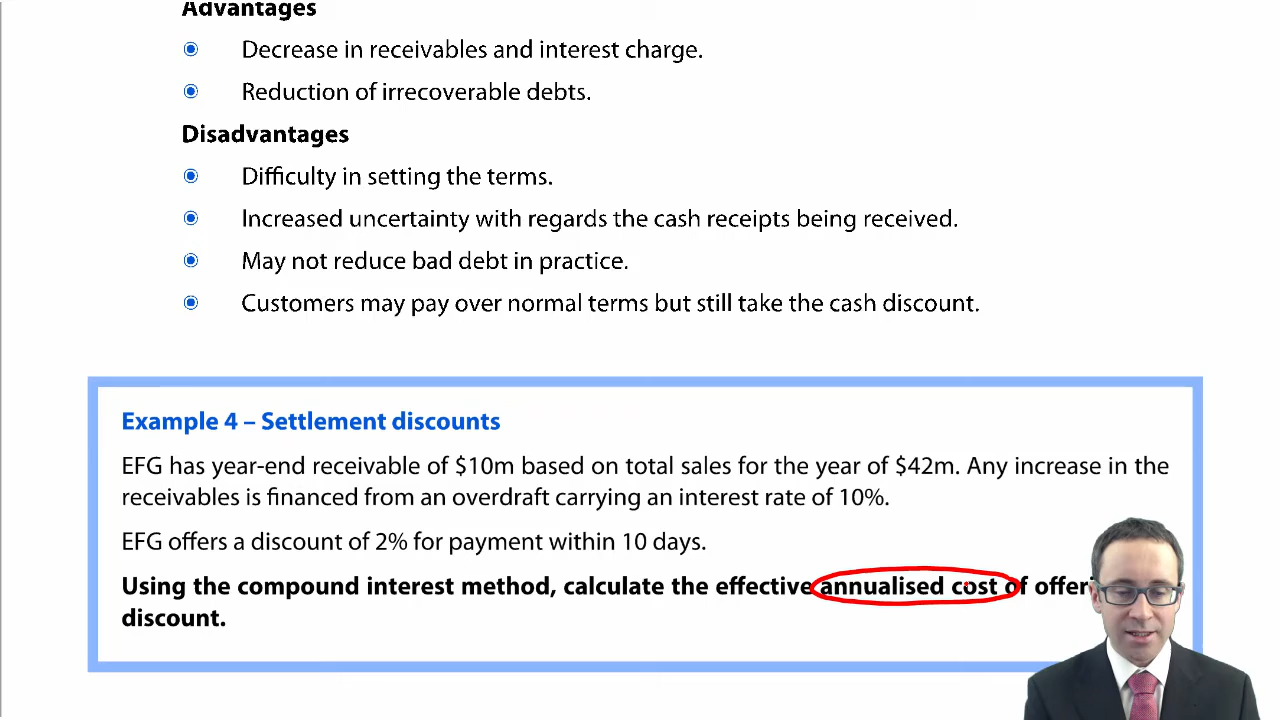 Advantages
Decrease in receivables and interest charge.
Reduction of irrecoverable debts.
Disadvantages
Difficulty in setting the terms.
Increased uncertainty with regards the cash receipts being received.
May not reduce bad debt in practice.
Customers may pay over normal terms but still take the cash discount.
Example 4 – Settlement discounts
EFG has year-end receivable of $10m based on total sales for the year of $42m. Any increase in the
receivables is financed from an overdraft carrying an interest rate of 10%.
EFG offers a discount of 2% for payment within 10 days.
Using the compound interest method, calculate the effective annualised cost of
discount.